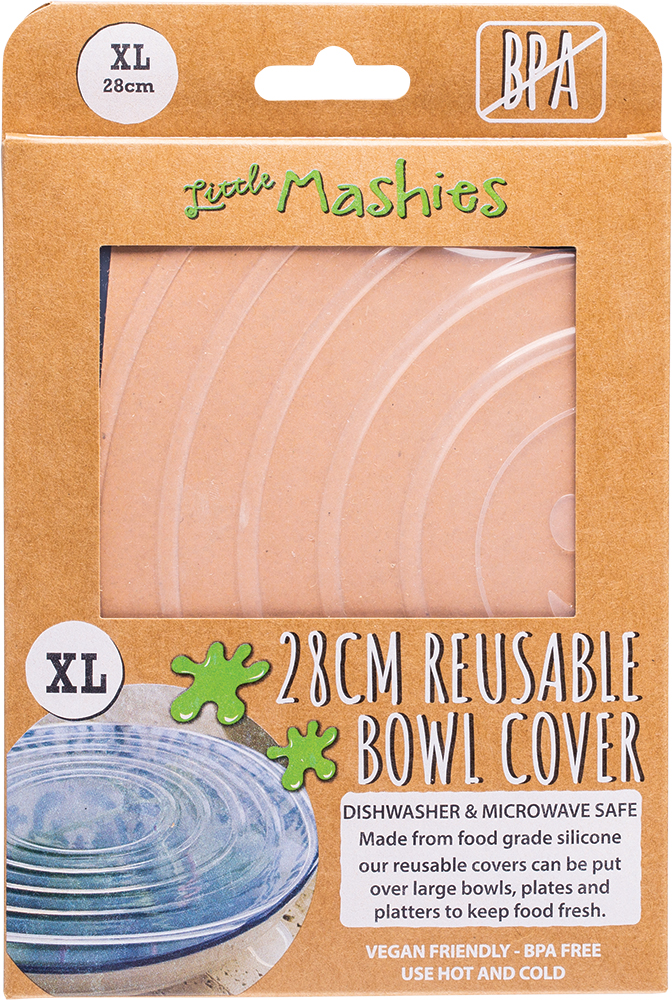 XL
28cm
BPA
Little Mashies
XL
28CM REUSABLE
BOWL COVER
DISHWASHER & MICROWAVE SAFE
Made from food grade silicone
our reusable covers can be put
over large bowls, plates and
platters to keep food fresh.
VEGAN FRIENDLY - BPA FREE
USE HOT AND COLD